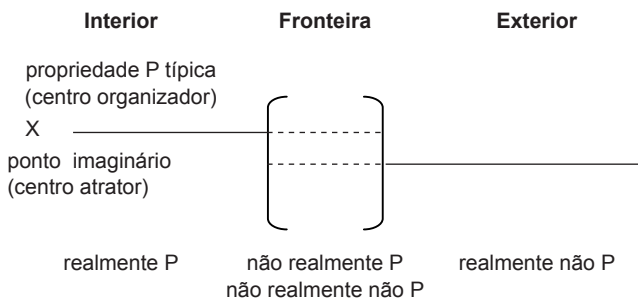 Interior Fronteira Exterior
propriedade P típica
(centro organizador)
X
ponto imaginário
(centro atrator)
realmente P não realmente P realmente não P
não realmente não P